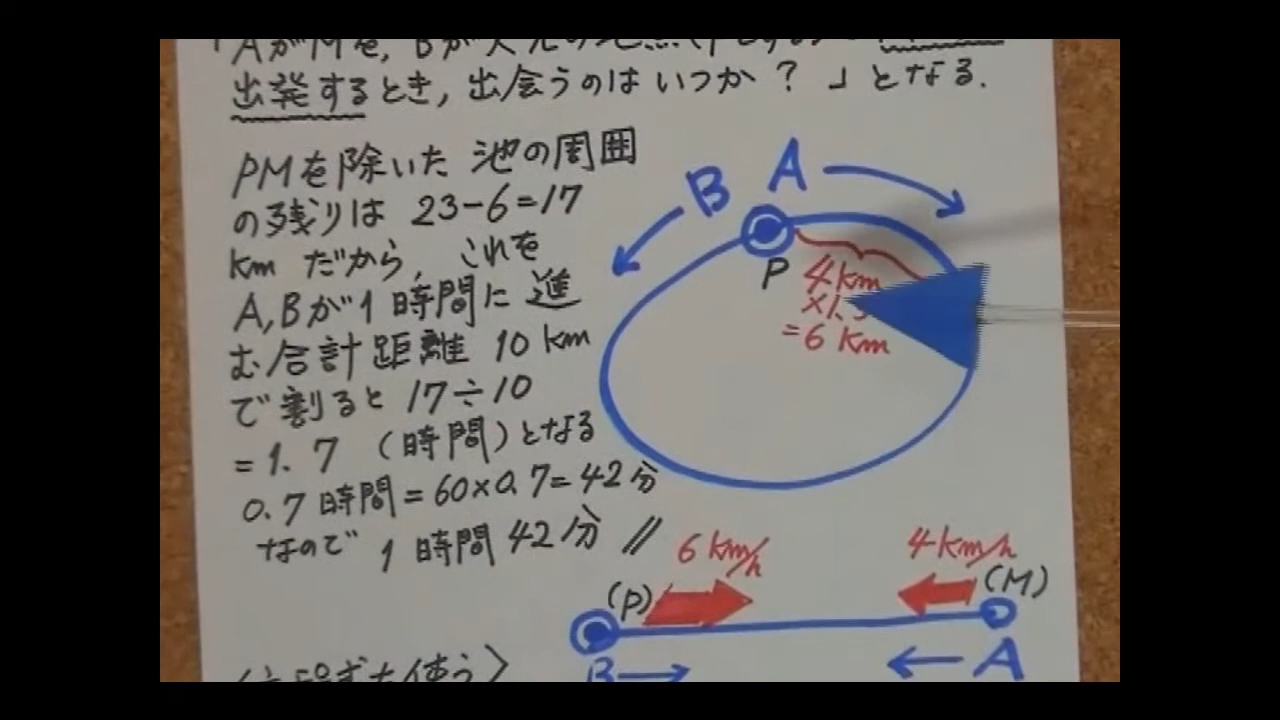 出発するとき, 出会うのはいつか？」となる.
PMを除いた 池の周囲
の残りは 23-6=17
km だから, これを
A,Bが1時間に進
む合計距離 10 km
で割ると 17÷10
=1.7 (時間)となる
0.7時間=60×0.7=42分
なので 1時間42分 //
B A
P
4km
=6 km
6 km/h
4km/h
(P)
(M)
B
A